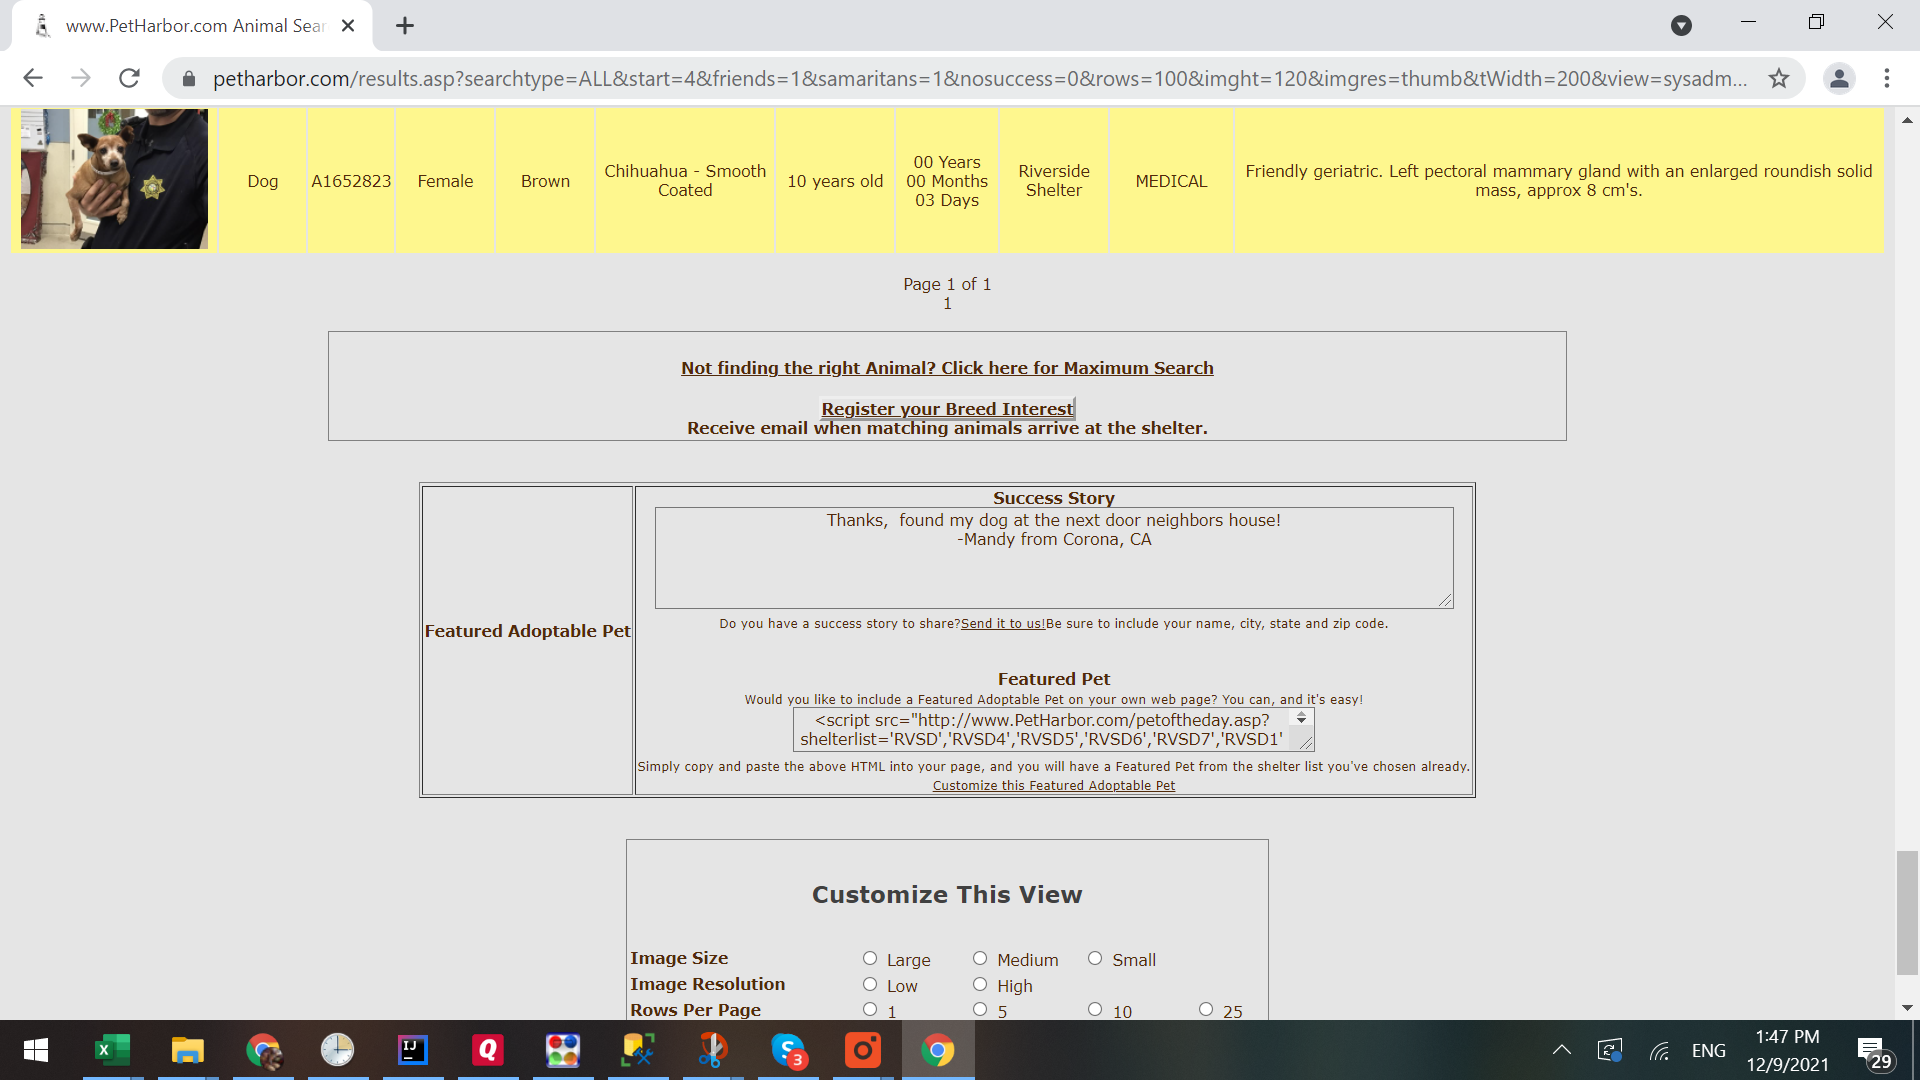 www.PetHarbor.com Animal Sear
petharbor.com/results.asp?searchtype=ALL&start=4&friends=1&samaritans=1&nosuccess=0&rows=100&imght=120&imgres=thumb&tWidth=200&view=sysadm...
Dog
A1652823
Female
Brown
Chihuahua - Smooth
Coated
10 years old
00 Years
00 Months
03 Days
Riverside
Shelter
MEDICAL
Friendly geriatric. Left pectoral mammary gland with an enlarged roundish solid
mass, approx 8 cm's.
Page 1 of 1
1
Not finding the right Animal? Click here for Maximum Search
Register your Breed Interest
Receive email when matching animals arrive at the shelter.
Featured Adoptable Pet
Success Story
Thanks,  found my dog at the next door neighbors house!
-Mandy from Corona, CA
Do you have a success story to share?Send it to us!Be sure to include your name, city, state and zip code.
Featured Pet
Would you like to include a Featured Adoptable Pet on your own web page? You can, and it's easy!
<script src="http://www.PetHarbor.com/petoftheday.asp?
shelterlist='RVSD','RVSD4','RVSD5','RVSD6','RVSD7','RVSD1'
Simply copy and paste the above HTML into your page, and you will have a Featured Pet from the shelter list you've chosen already.
Customize this Featured Adoptable Pet
Customize This View
Image Size Large Medium Small
Image Resolution Low High
Rows Per Page 1 5 10 25
X
IJ
Q
S
3
ENG
1:47 PM
12/9/2021
29